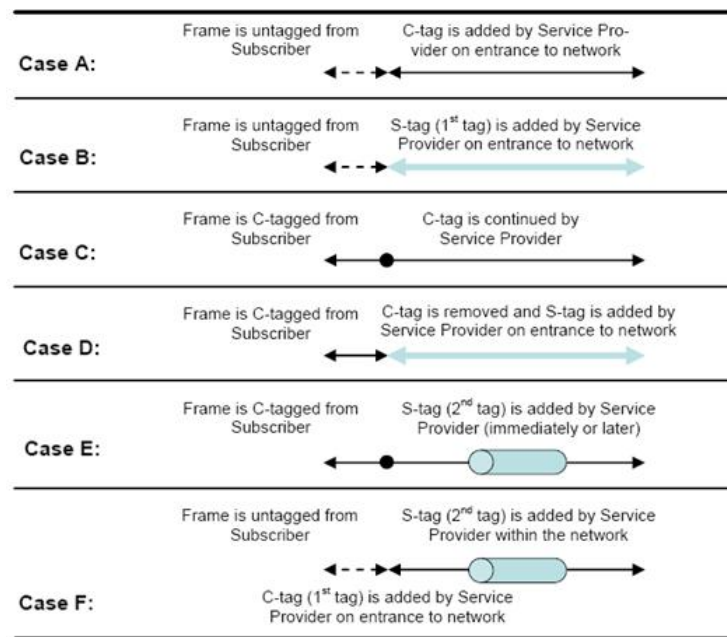 Frame is untagged from
Subscriber
C-tag is added by Service Pro-
vider on entrance to network
Case A:
Frame is untagged from
Subscriber
S-tag (1st tag) is added by Service
Provider on entrance to network
Case B:
Frame is C-tagged from
Subscriber
C-tag is continued by
Service Provider
Case C:
Frame is C-tagged from
Subscriber
C-tag is removed and S-tag is added by
Service Provider on entrance to network
Case D:
Frame is C-tagged from
Subscriber
S-tag (2nd tag) is added by Service
Provider (immediately or later)
Case E:
Frame is untagged from
Subscriber
S-tag (2nd tag) is added by Service
Provider within the network
Case F:
C-tag (1st tag) is added by Service
Provider on entrance to network